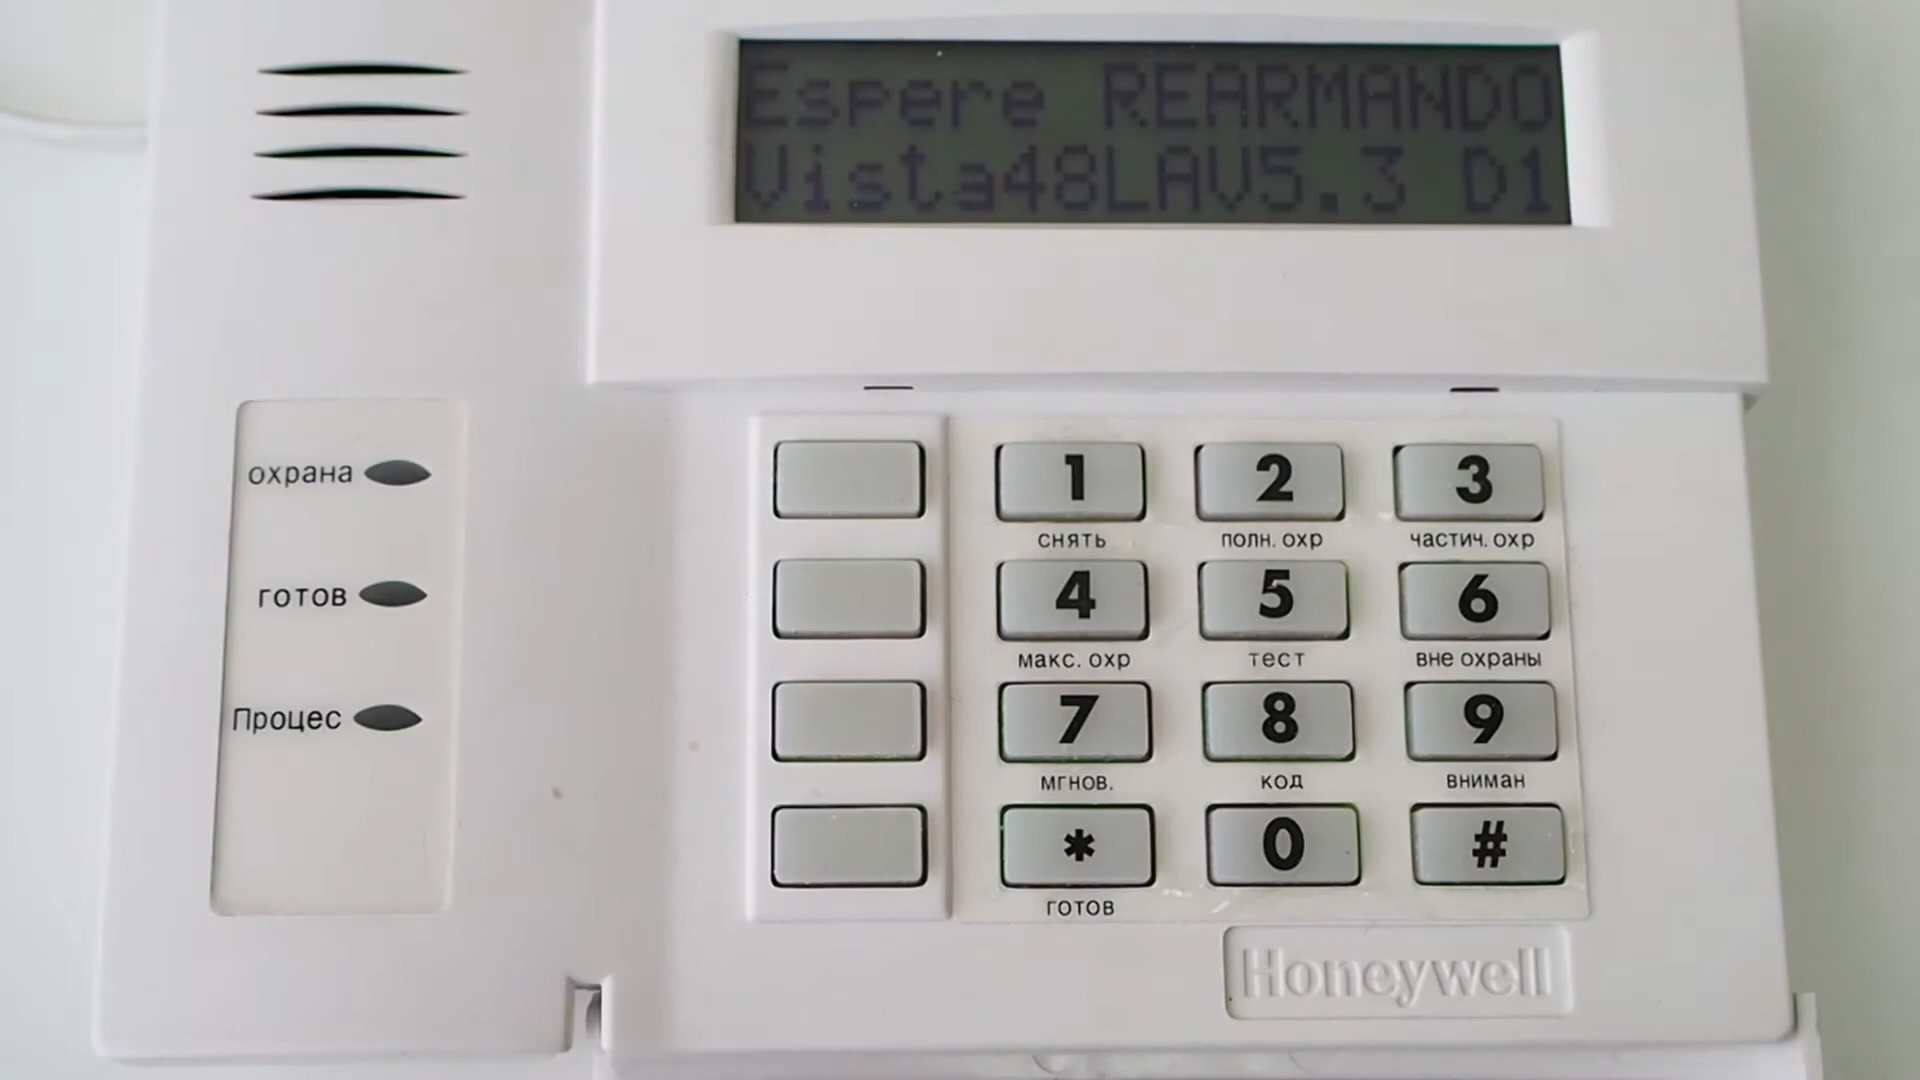 Espere REARMANDO
Vista48LAV5.3 D1
охрана
готов
Процес
1 2 3
снять полн. охр частич. охр
4 5 6
макс. охр тест вне охраны
7 8 9
мгнов. код вниман
* 0 #
готов
Honeywell